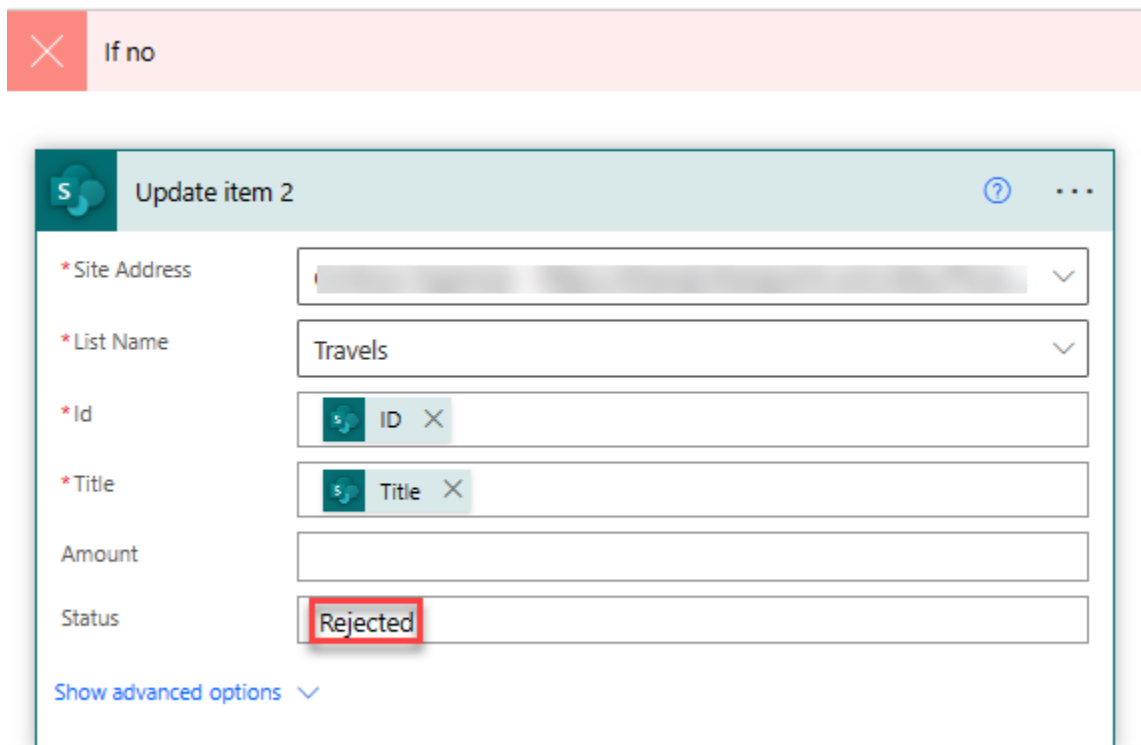 If no
S
Update item 2
? ...
* Site Address
* List Name
Travels
* Id
S ID
* Title
S Title
Amount
Status
Rejected
Show advanced options